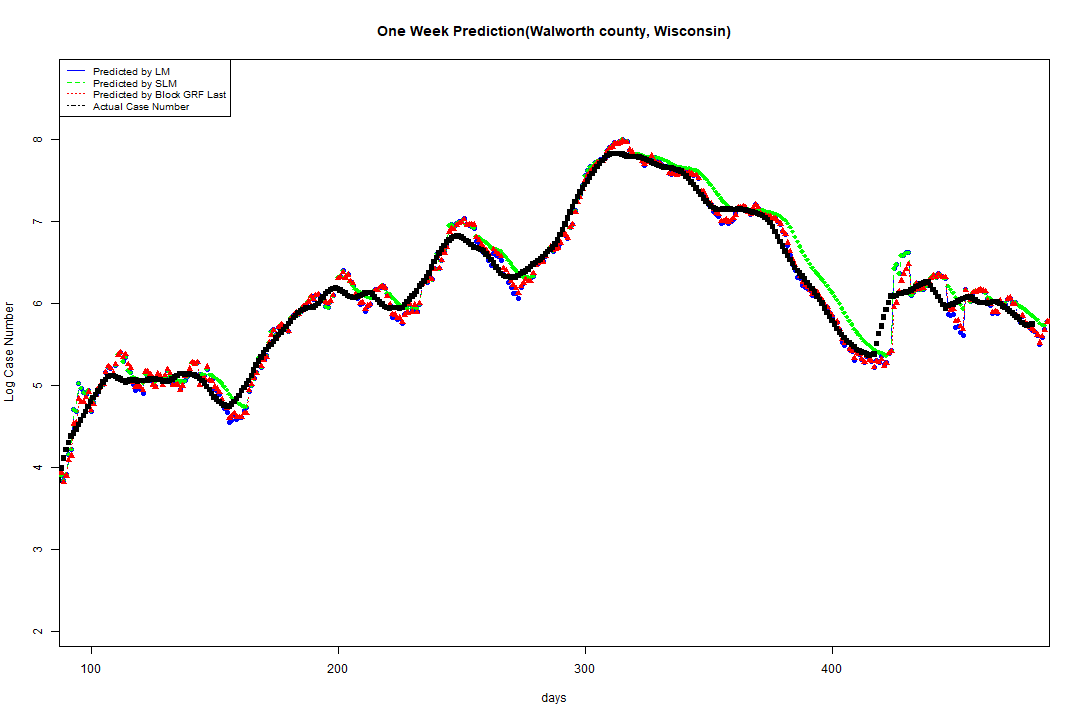 One Week Prediction(Walworth county, Wisconsin)
Predicted by LM
Predicted by SLM
Predicted by Block GRF Last
Actual Case Number
8
7
6
5
4
3
2
Log Case Number
100 200 300 400
days